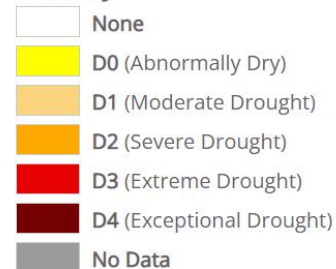 None
D0 (Abnormally Dry)
D1 (Moderate Drought)
D2 (Severe Drought)
D3 (Extreme Drought)
D4 (Exceptional Drought)
No Data